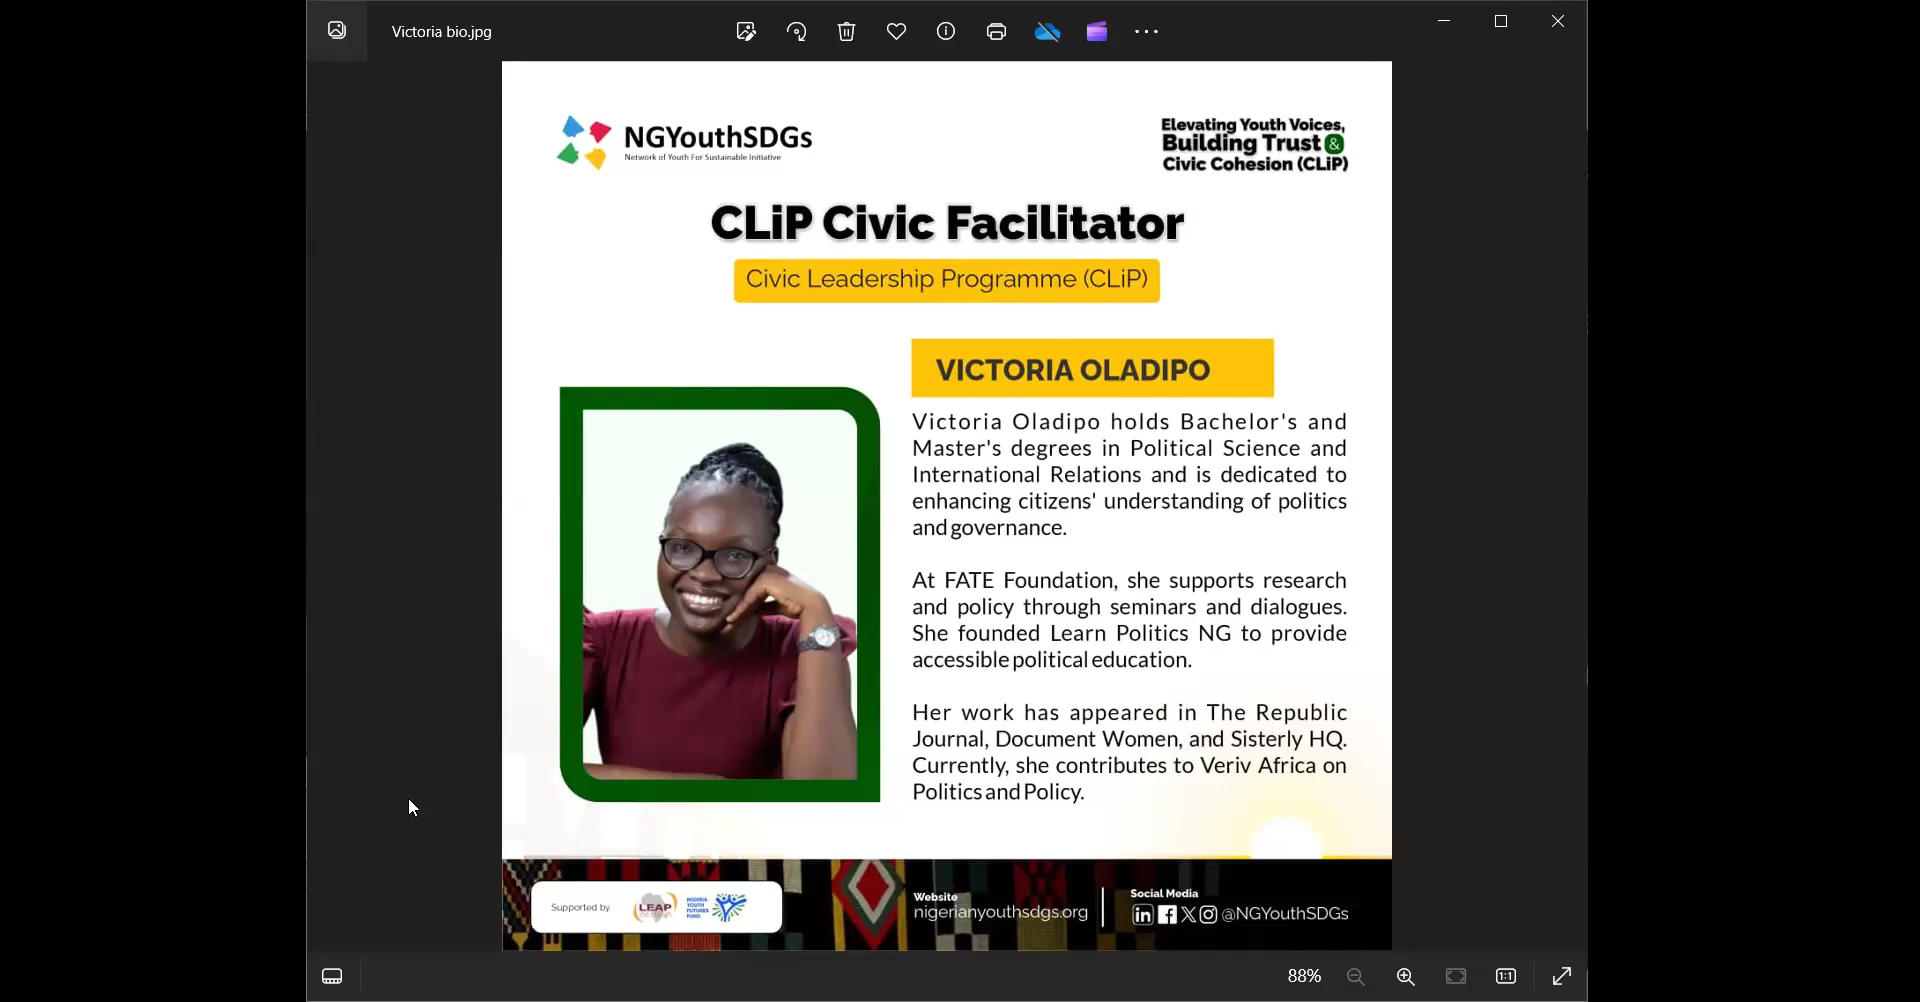 Victoria bio.jpg
NGYouthSDGs
Network of Youth For Sustainable Initiative
Elevating Youth Voices,
Building Trust &
Civic Cohesion (CLiP)
CLiP Civic Facilitator
Civic Leadership Programme (CLiP)
VICTORIA OLADIPO
Victoria Oladipo holds Bachelor's and
Master's degrees in Political Science and
International Relations and is dedicated to
enhancing citizens' understanding of politics
and governance.
At FATE Foundation, she supports research
and policy through seminars and dialogues.
She founded Learn Politics NG to provide
accessible political education.
Her work has appeared in The Republic
Journal, Document Women, and Sisterly HQ.
Currently, she contributes to Veriv Africa on
Politics and Policy.
Supported by
LEAP
NIGERIA
YOUTH
FUTURES
FUND
Website
nigerianyouthsdgs.org
Social Media
@NGYouthSDGs
88%
1:1